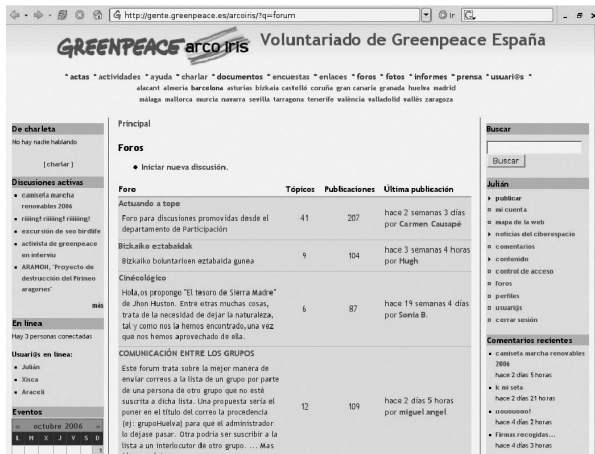 http://gente.greenpeace.es/arcoiris/?q=forum
Ir
GREENPEACE arco iris
Voluntariado de Greenpeace España
* actas * actividades * ayuda * charlar * documentos * encuestas * enlaces * foros * fotos * informes * prensa * usuari@s *
alacant almería barcelona asturias bizkaia castelló coruña gran canaria granada huelva madrid
málaga mallorca murcia navarra sevilla tarragona tenerife valència valladolid vallès zaragoza
De charleta
No hay nadie hablando
[charlar]
Discusiones activas
camiseta marcha
renovables 2006
riiiing! riiiing! riiiiing!
excursión de seo birdlife
activista de greenpeace
en interviu
ARAMON, "Proyecto de
destrucción del Pirineo
aragones"
más
En línea
Hay 3 personas conectadas
Usuari@s en línea:
Julián
Xisca
Araceli
Eventos
« octubre 2006 »
L M X J V S D
1
Principal
Foros
Iniciar nueva discusión.
Foro Tópicos Publicaciones Última publicación
Actuando a tope
Foro para discusiones promovidas desde el
departamento de Participación
41 207
hace 2 semanas 3 días
por Carmen Causapé
Bizkaiko eztabaidak
Bizkaiko boluntarioen eztabaida gunea
9 104
hace 3 semanas 4 horas
por Hugh
Cinécológico
Hola,os propongo "El tesoro de Sierra Madre"
de Jhon Huston. Entre otras muchas cosas,
trata de la necesidad de dejar la naturaleza,
tal y como nos la hemos encontrado,una vez
que nos hemos aprovechado de ella.
6 87
hace 19 semanas 4 días
por Sonia B.
COMUNICACIÓN ENTRE LOS GRUPOS
Este forum trata sobre la mejor manera de
enviar correos a la lista de un grupo por parte
de una persona de otro grupo que no esté
suscrita a dicha lista. Una propuesta sería el
poner en el título del correo la procedencia
(ej: grupoHuelva) para que el administrador
lo dejase pasar. Otra podría ser suscribir a la
lista a un interlocutor de otro grupo. ... Mas
12 109
hace 2 días 5 horas
por miguel angel
Buscar
Buscar
Julián
publicar
mi cuenta
mapa de la web
noticias del ciberespacio
comentarios
contenido
control de acceso
foros
perfiles
usuari@s
cerrar sesión
Comentarios recientes
camiseta marcha renovables
2006
hace 2 días 5 horas
k mi seta
hace 2 días 21 horas
uouuuuoo!
hace 4 días 2 horas
Firmas recogidas...
hace 4 días 3 horas